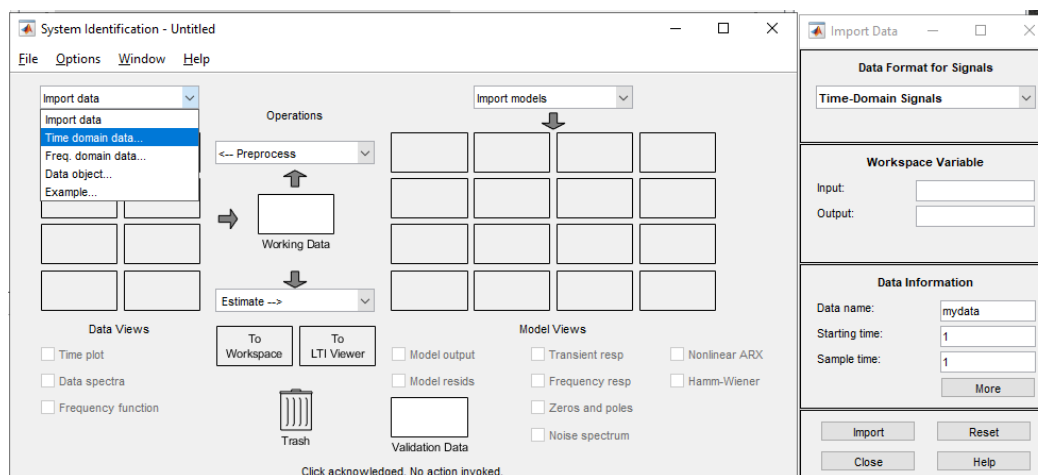 System Identification - Untitled
File Options Window Help
Import data
Import data
Time domain data...
Freq. domain data...
Data object...
Example...
Operations
<-- Preprocess
Import models
Working Data
Estimate -->
Data Views
Time plot
Data spectra
Frequency function
To
Workspace
To
LTI Viewer
Trash
Model Views
Model output
Model resids
Transient resp
Frequency resp
Zeros and poles
Noise spectrum
Nonlinear ARX
Hamm-Wiener
Validation Data
Click acknowledged. No action invoked.
Import Data
Data Format for Signals
Time-Domain Signals
Workspace Variable
Input:
Output:
Data Information
Data name: mydata
Starting time: 1
Sample time: 1
More
Import Reset
Close Help